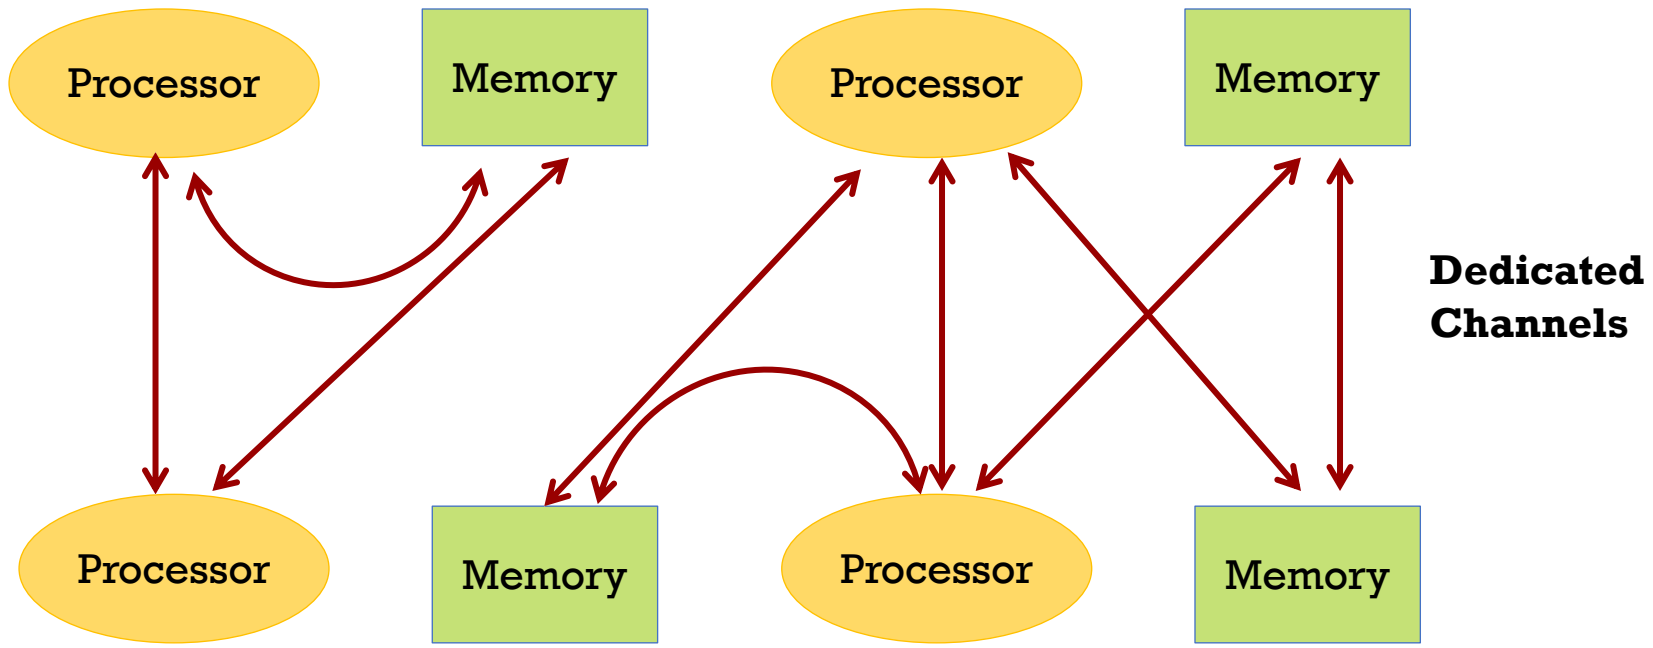 Processor
Memory
Processor
Memory
Dedicated
Channels
Processor
Memory
Processor
Memory